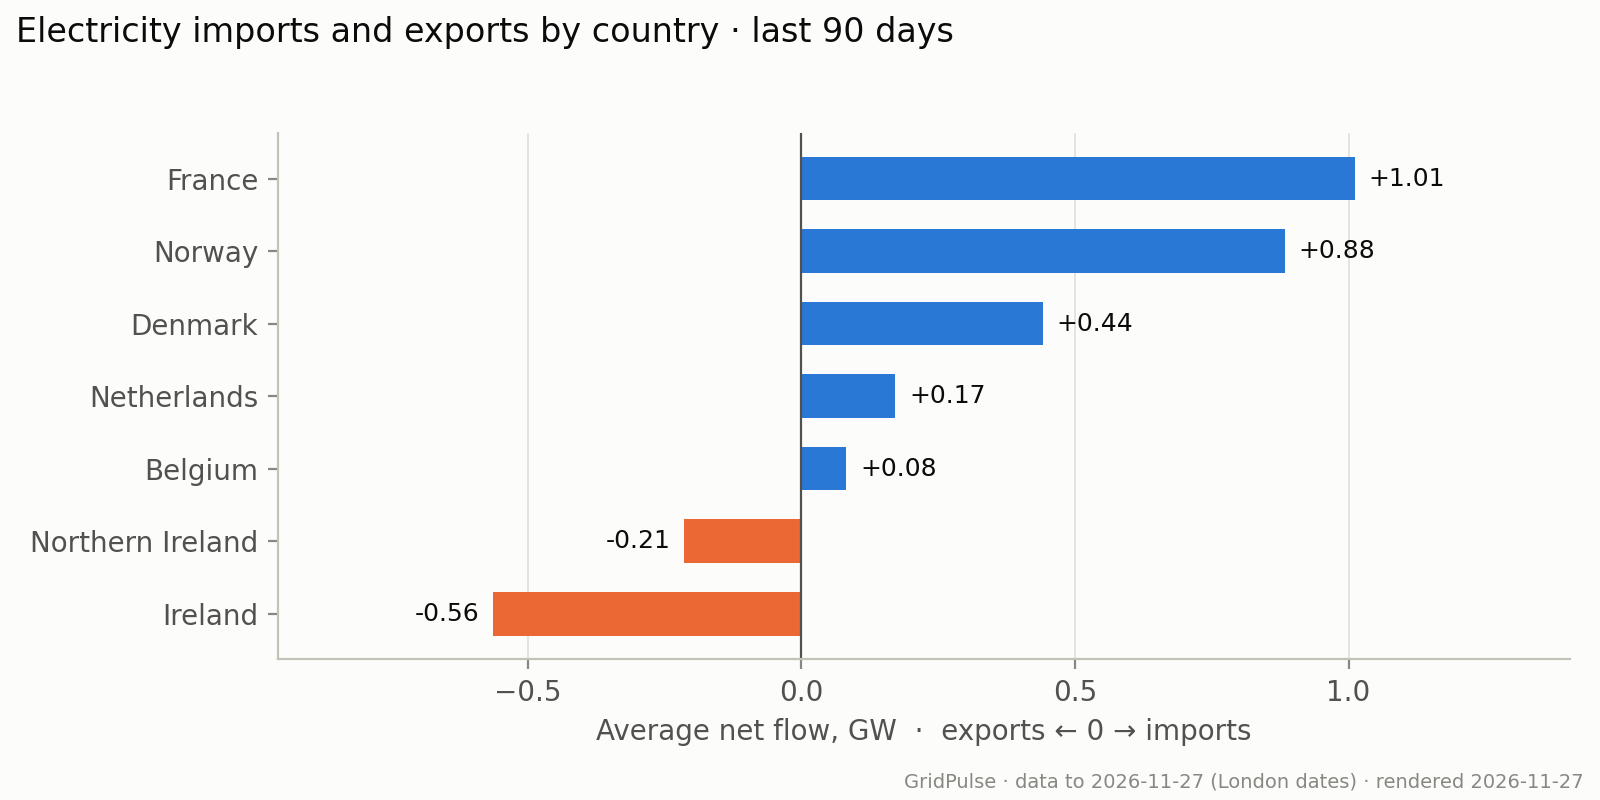 Electricity imports and exports by country · last 90 days
France
+1.01
Norway
+0.88
Denmark
+0.44
Netherlands
+0.17
Belgium
+0.08
Northern Ireland
-0.21
Ireland
-0.56
−0.5
0.0
0.5
1.0
Average net flow, GW · exports ← 0 → imports
GridPulse · data to 2026-11-27 (London dates) · rendered 2026-11-27